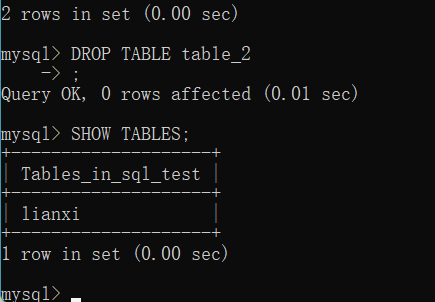 2 rows in set (0.00 sec)
mysql> DROP TABLE table_2
    -> ;
Query OK, 0 rows affected (0.01 sec)
mysql> SHOW TABLES;
+--------------------+
| Tables_in_sql_test |
+--------------------+
| lianxi             |
+--------------------+
1 row in set (0.00 sec)
mysql>